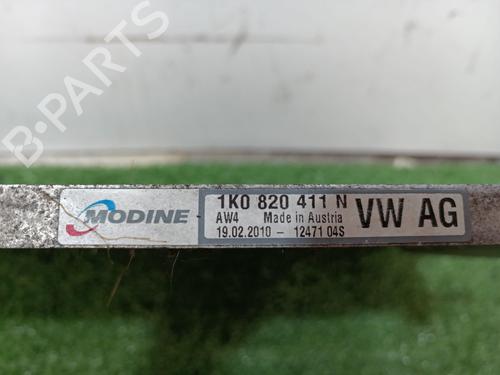 B-PARTS
MODINE
1K0 820 411 N
AW4 Made in Austria
19.02.2010 - 12471 04S
VW AG